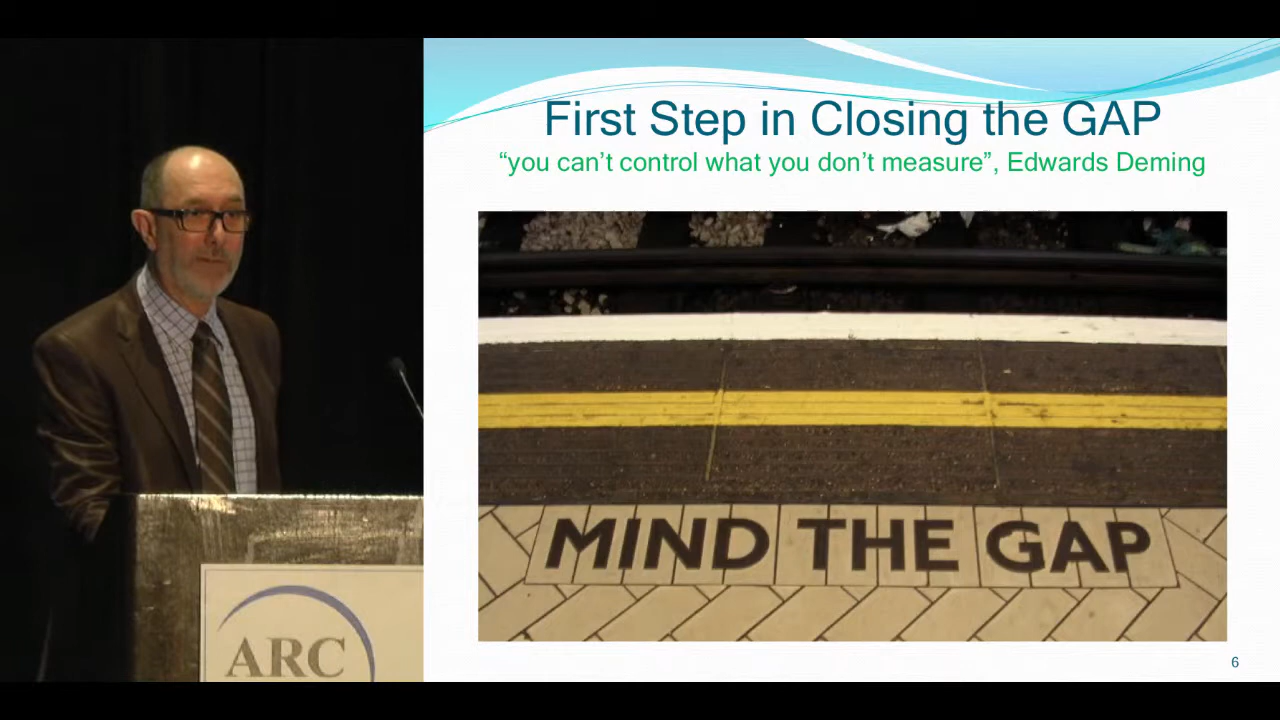 First Step in Closing the GAP
“you can’t control what you don’t measure”, Edwards Deming
MIND THE GAP
ARC
6